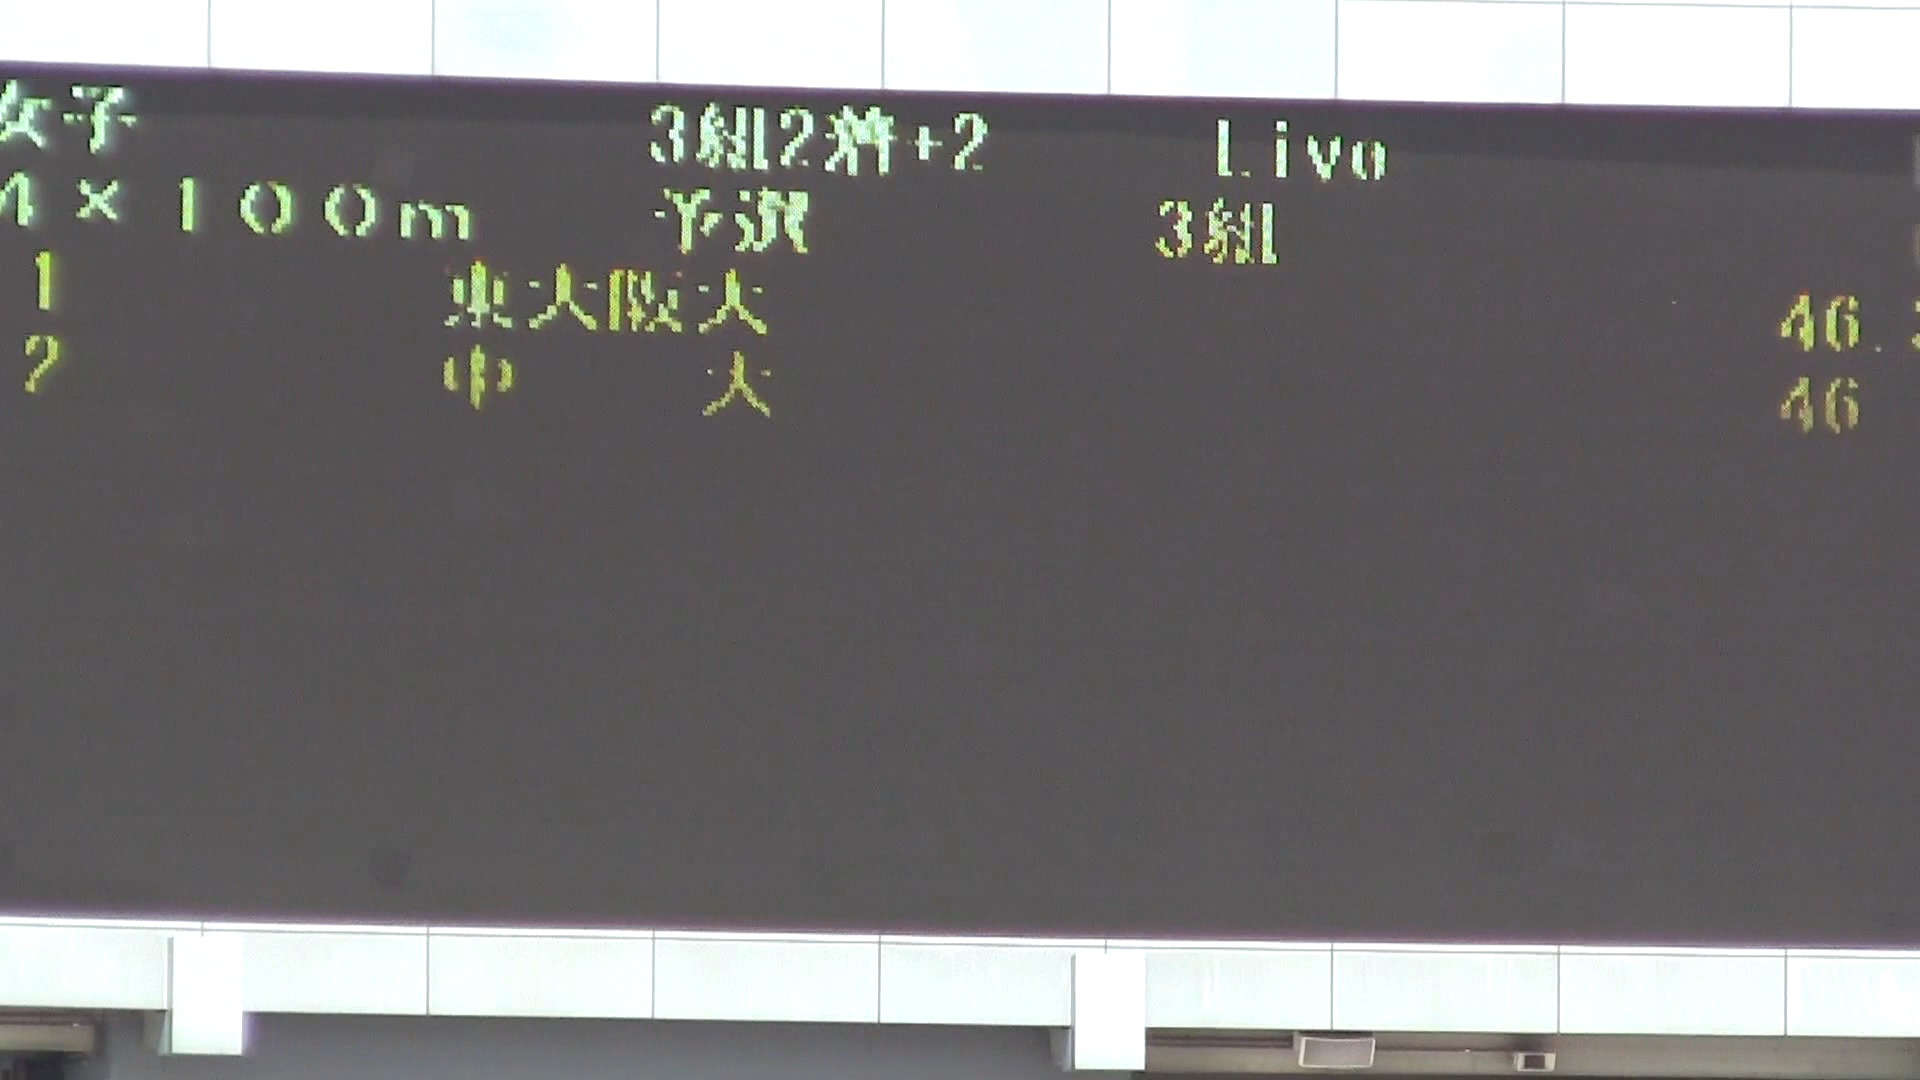 女子 3組2着+2 Live
4×100m 予選 3組
1 東大阪大 46.
2 中 大 46